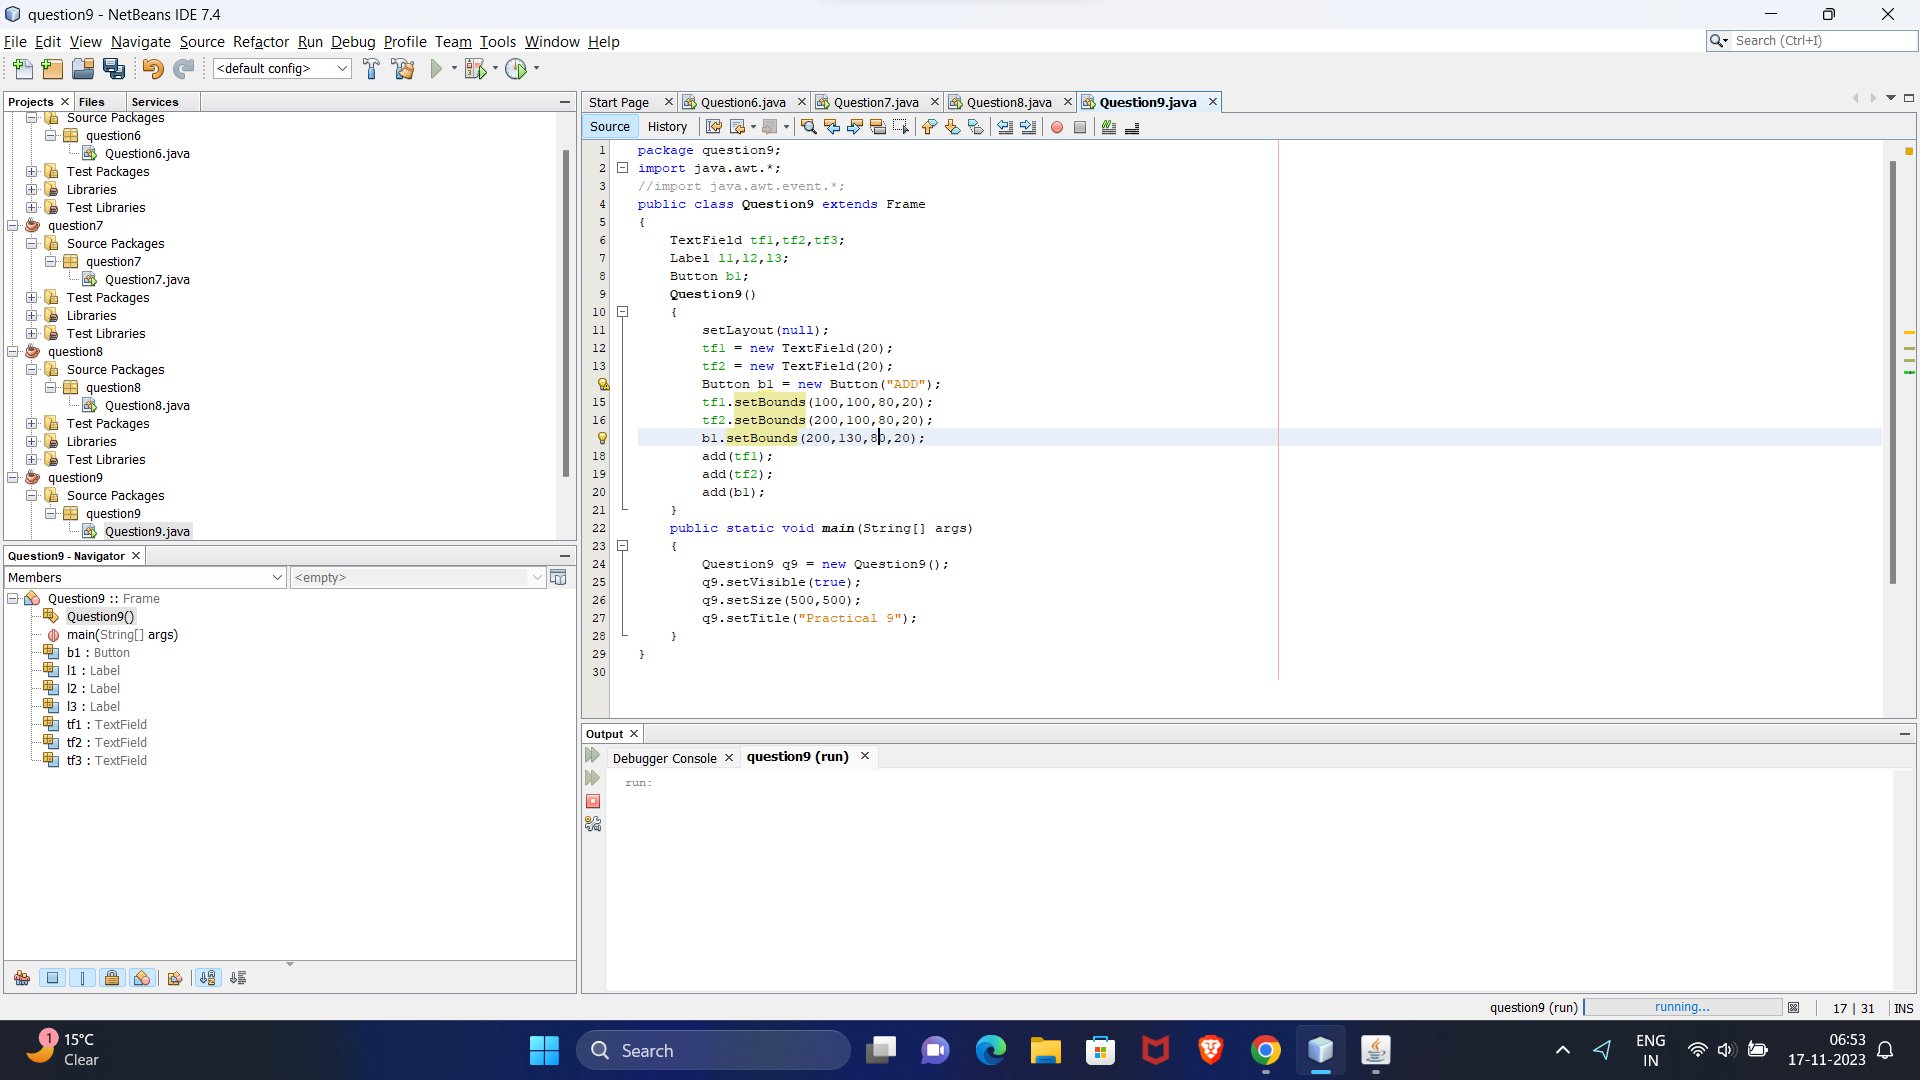 question9 - NetBeans IDE 7.4
File Edit View Navigate Source Refactor Run Debug Profile Team Tools Window Help
Search (Ctrl+I)
<default config>
Projects Files Services
Source Packages
question6
Question6.java
Test Packages
Libraries
Test Libraries
question7
Source Packages
question7
Question7.java
Test Packages
Libraries
Test Libraries
question8
Source Packages
question8
Question8.java
Test Packages
Libraries
Test Libraries
question9
Source Packages
question9
Question9.java
Question9 - Navigator
Members <empty>
Question9 :: Frame
Question9()
main(String[] args)
b1 : Button
l1 : Label
l2 : Label
l3 : Label
tf1 : TextField
tf2 : TextField
tf3 : TextField
Start Page Question6.java Question7.java Question8.java Question9.java
Source History
1 package question9;
2 import java.awt.*;
3 //import java.awt.event.*;
4 public class Question9 extends Frame
5 {
6 TextField tf1,tf2,tf3;
7 Label l1,l2,l3;
8 Button b1;
9 Question9()
10 {
11 setLayout(null);
12 tf1 = new TextField(20);
13 tf2 = new TextField(20);
Button b1 = new Button("ADD");
15 tf1.setBounds(100,100,80,20);
16 tf2.setBounds(200,100,80,20);
b1.setBounds(200,130,80,20);
18 add(tf1);
19 add(tf2);
20 add(b1);
21 }
22 public static void main(String[] args)
23 {
24 Question9 q9 = new Question9();
25 q9.setVisible(true);
26 q9.setSize(500,500);
27 q9.setTitle("Practical 9");
28 }
29 }
30
Output
Debugger Console question9 (run)
run:
question9 (run) running... 17 | 31 INS
1 15°C
Clear
Search
ENG
IN
06:53
17-11-2023